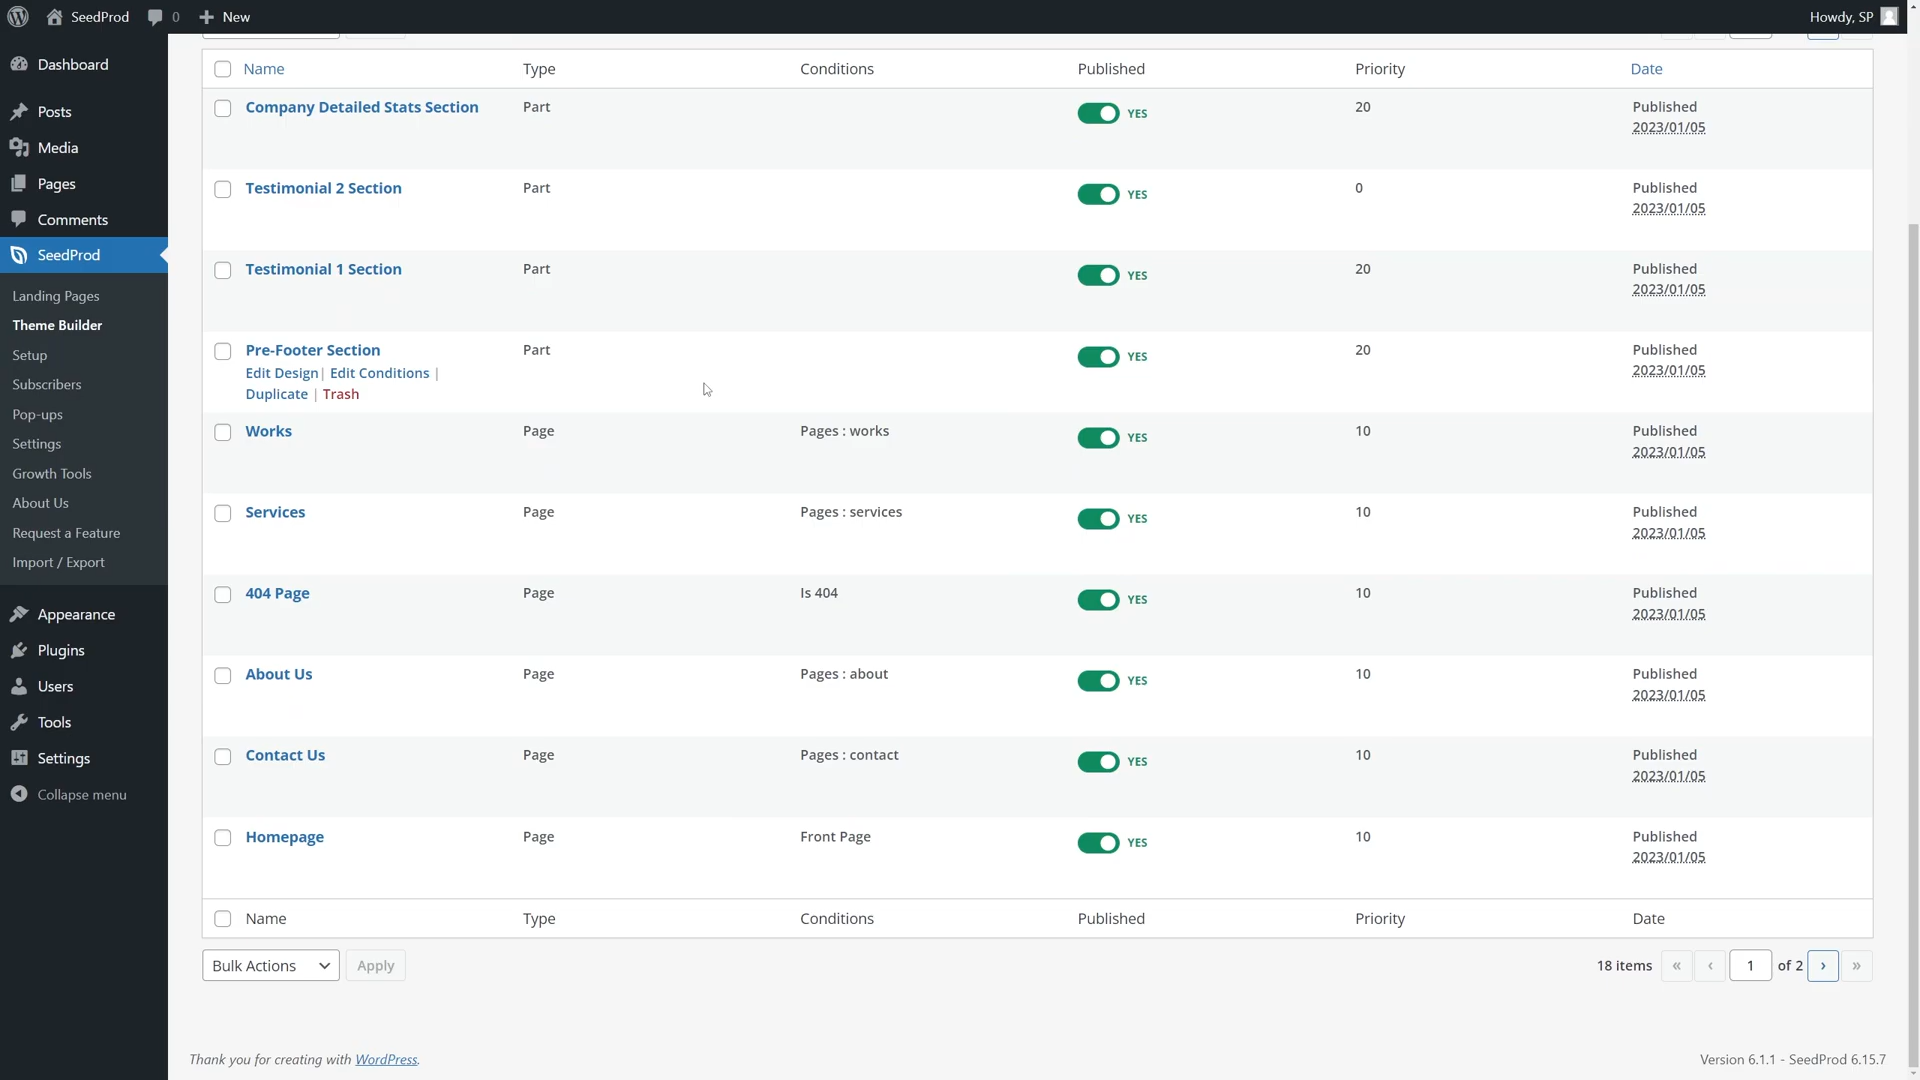 SeedProd 0 New Howdy, SP
Dashboard
Posts
Media
Pages
Comments
SeedProd
Landing Pages
Theme Builder
Setup
Subscribers
Pop-ups
Settings
Growth Tools
About Us
Request a Feature
Import / Export
Appearance
Plugins
Users
Tools
Settings
Collapse menu
Name Type Conditions Published Priority Date
Company Detailed Stats Section Part YES 20 Published
2023/01/05
Testimonial 2 Section Part YES 0 Published
2023/01/05
Testimonial 1 Section Part YES 20 Published
2023/01/05
Pre-Footer Section Part YES 20 Published
2023/01/05
Edit Design | Edit Conditions |
Duplicate | Trash
Works Page Pages : works YES 10 Published
2023/01/05
Services Page Pages : services YES 10 Published
2023/01/05
404 Page Page Is 404 YES 10 Published
2023/01/05
About Us Page Pages : about YES 10 Published
2023/01/05
Contact Us Page Pages : contact YES 10 Published
2023/01/05
Homepage Page Front Page YES 10 Published
2023/01/05
Name Type Conditions Published Priority Date
Bulk Actions Apply 18 items « ‹ 1 of 2 › »
Thank you for creating with WordPress. Version 6.1.1 - SeedProd 6.15.7